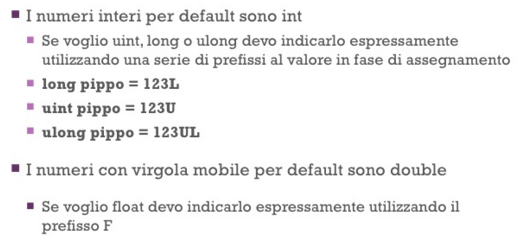 I numeri interi per default sono int
Se voglio uint, long o ulong devo indicarlo espressamente
utilizzando una serie di prefissi al valore in fase di assegnamento
long pippo = 123L
uint pippo = 123U
ulong pippo = 123UL
I numeri con virgola mobile per default sono double
Se voglio float devo indicarlo espressamente utilizzando il
prefisso F